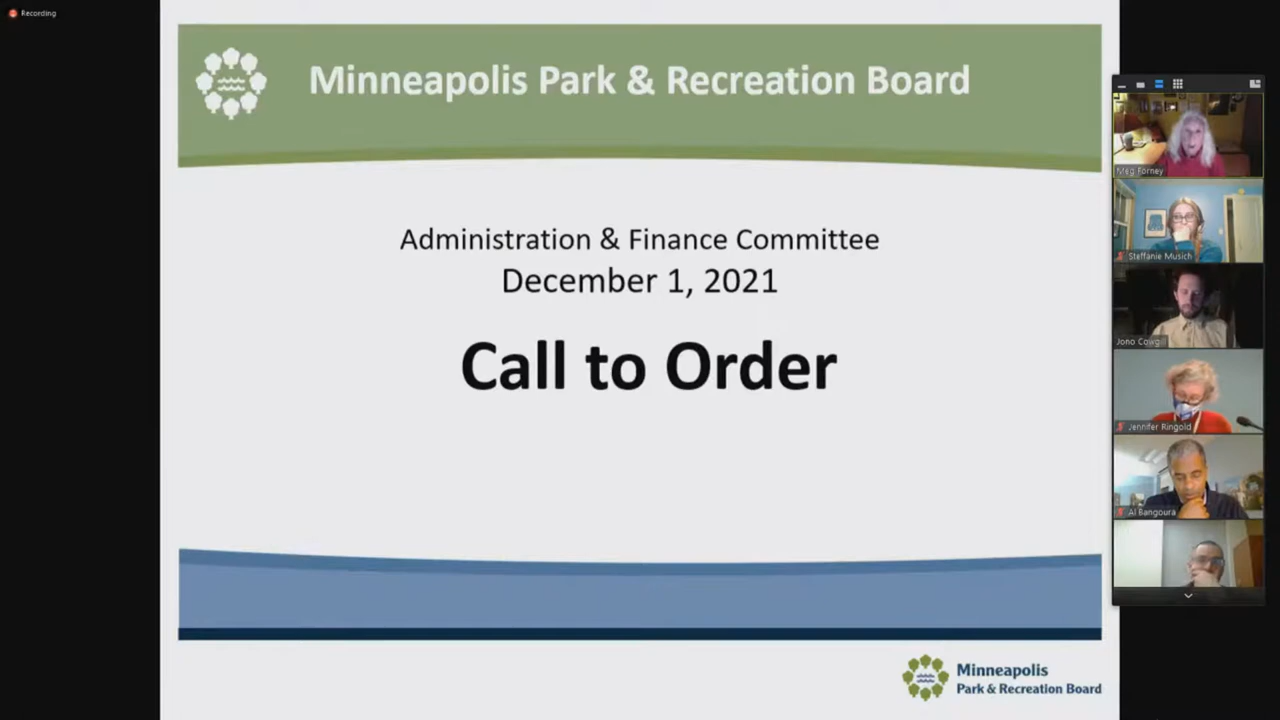 Recording
Minneapolis Park & Recreation Board
Administration & Finance Committee
December 1, 2021
Call to Order
Minneapolis
Park & Recreation Board
Meg Forney
Steffanie Musich
Jono Cowgill
Jennifer Ringold
Al Bangoura